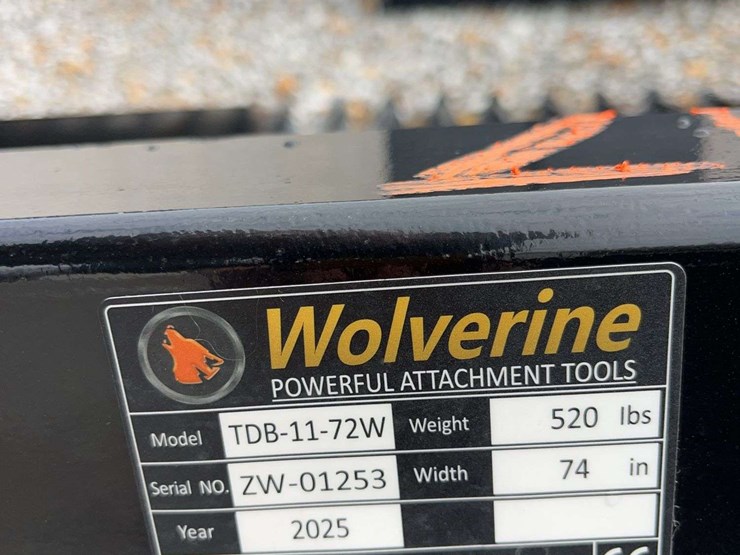 Wolverine
POWERFUL ATTACHMENT TOOLS
Model TDB-11-72W Weight 520 lbs
Serial NO. ZW-01253 Width 74 in
Year 2025